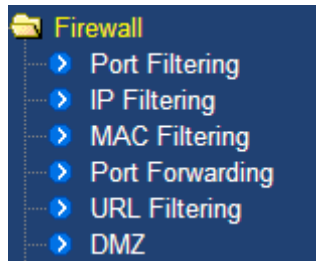 Firewall
Port Filtering
IP Filtering
MAC Filtering
Port Forwarding
URL Filtering
DMZ